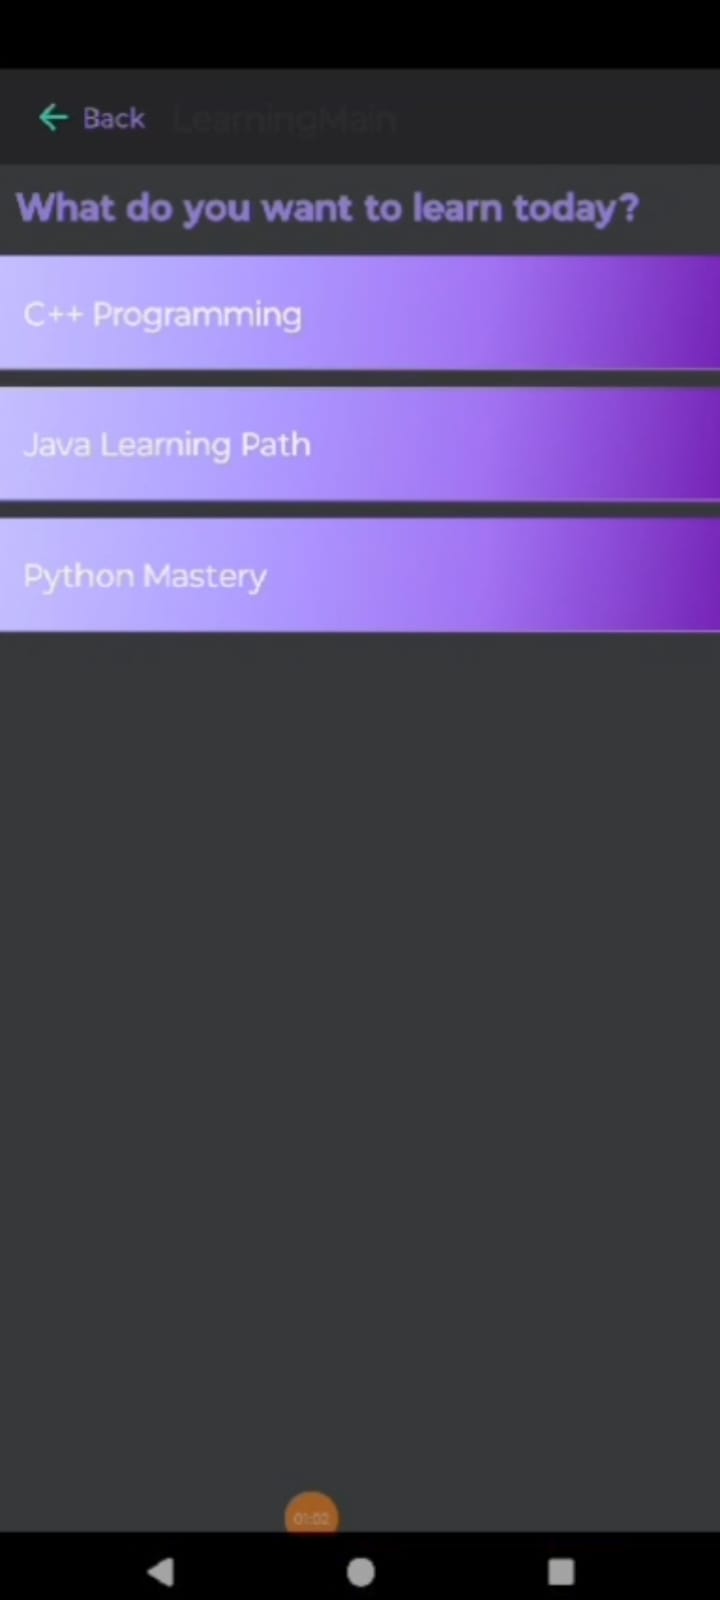 Back LearningMain
What do you want to learn today?
C++ Programming
Java Learning Path
Python Mastery
01:02